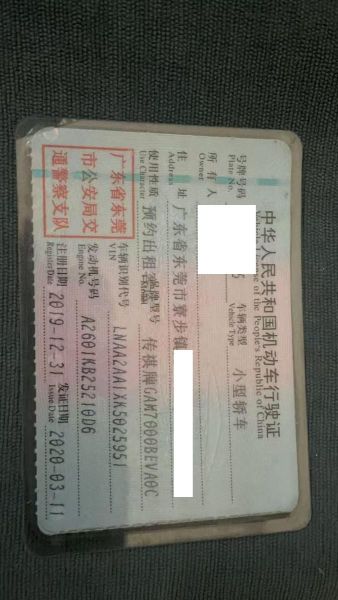 中华人民共和国机动车行驶证
Vehicle of the People's Republic of China
号牌号码 5 车辆类型 小型轿车
Plate No. Vehicle Type
所有人
Owner
住址 广东省东莞市寮步镇
Address
使用性质 预约出租客 品牌型号 传祺牌GAM7000BEVA0C
Use Character Model
广东省东莞
市公安局交
通警察支队
车辆识别代号 LNAA2AA1XK5025951
VIN
发动机号码 A2601KB25210D6
Engine No.
注册日期 2019-12-31 发证日期 2020-03-11
Register Date Issue Date